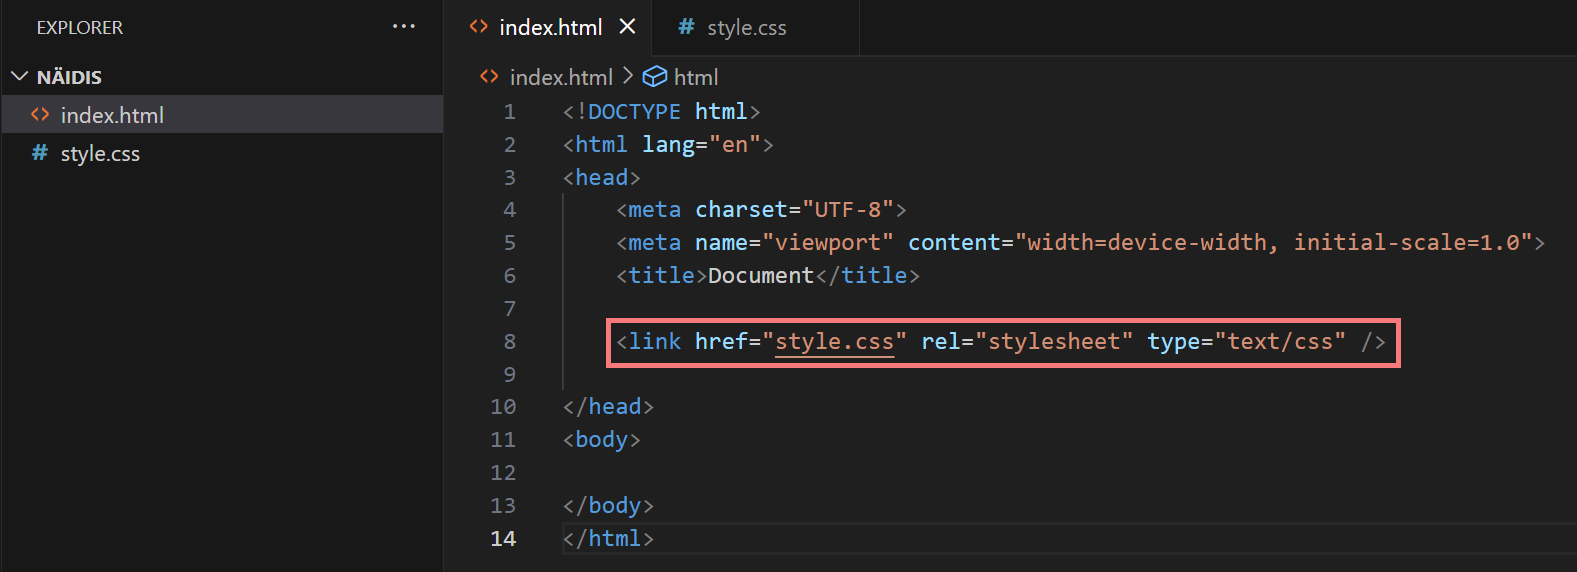 EXPLORER ···
NÄIDIS
index.html
style.css
index.html style.css
index.html > html
1 <!DOCTYPE html>
2 <html lang="en">
3 <head>
4 <meta charset="UTF-8">
5 <meta name="viewport" content="width=device-width, initial-scale=1.0">
6 <title>Document</title>
7
8 <link href="style.css" rel="stylesheet" type="text/css" />
9
10 </head>
11 <body>
12
13 </body>
14 </html>